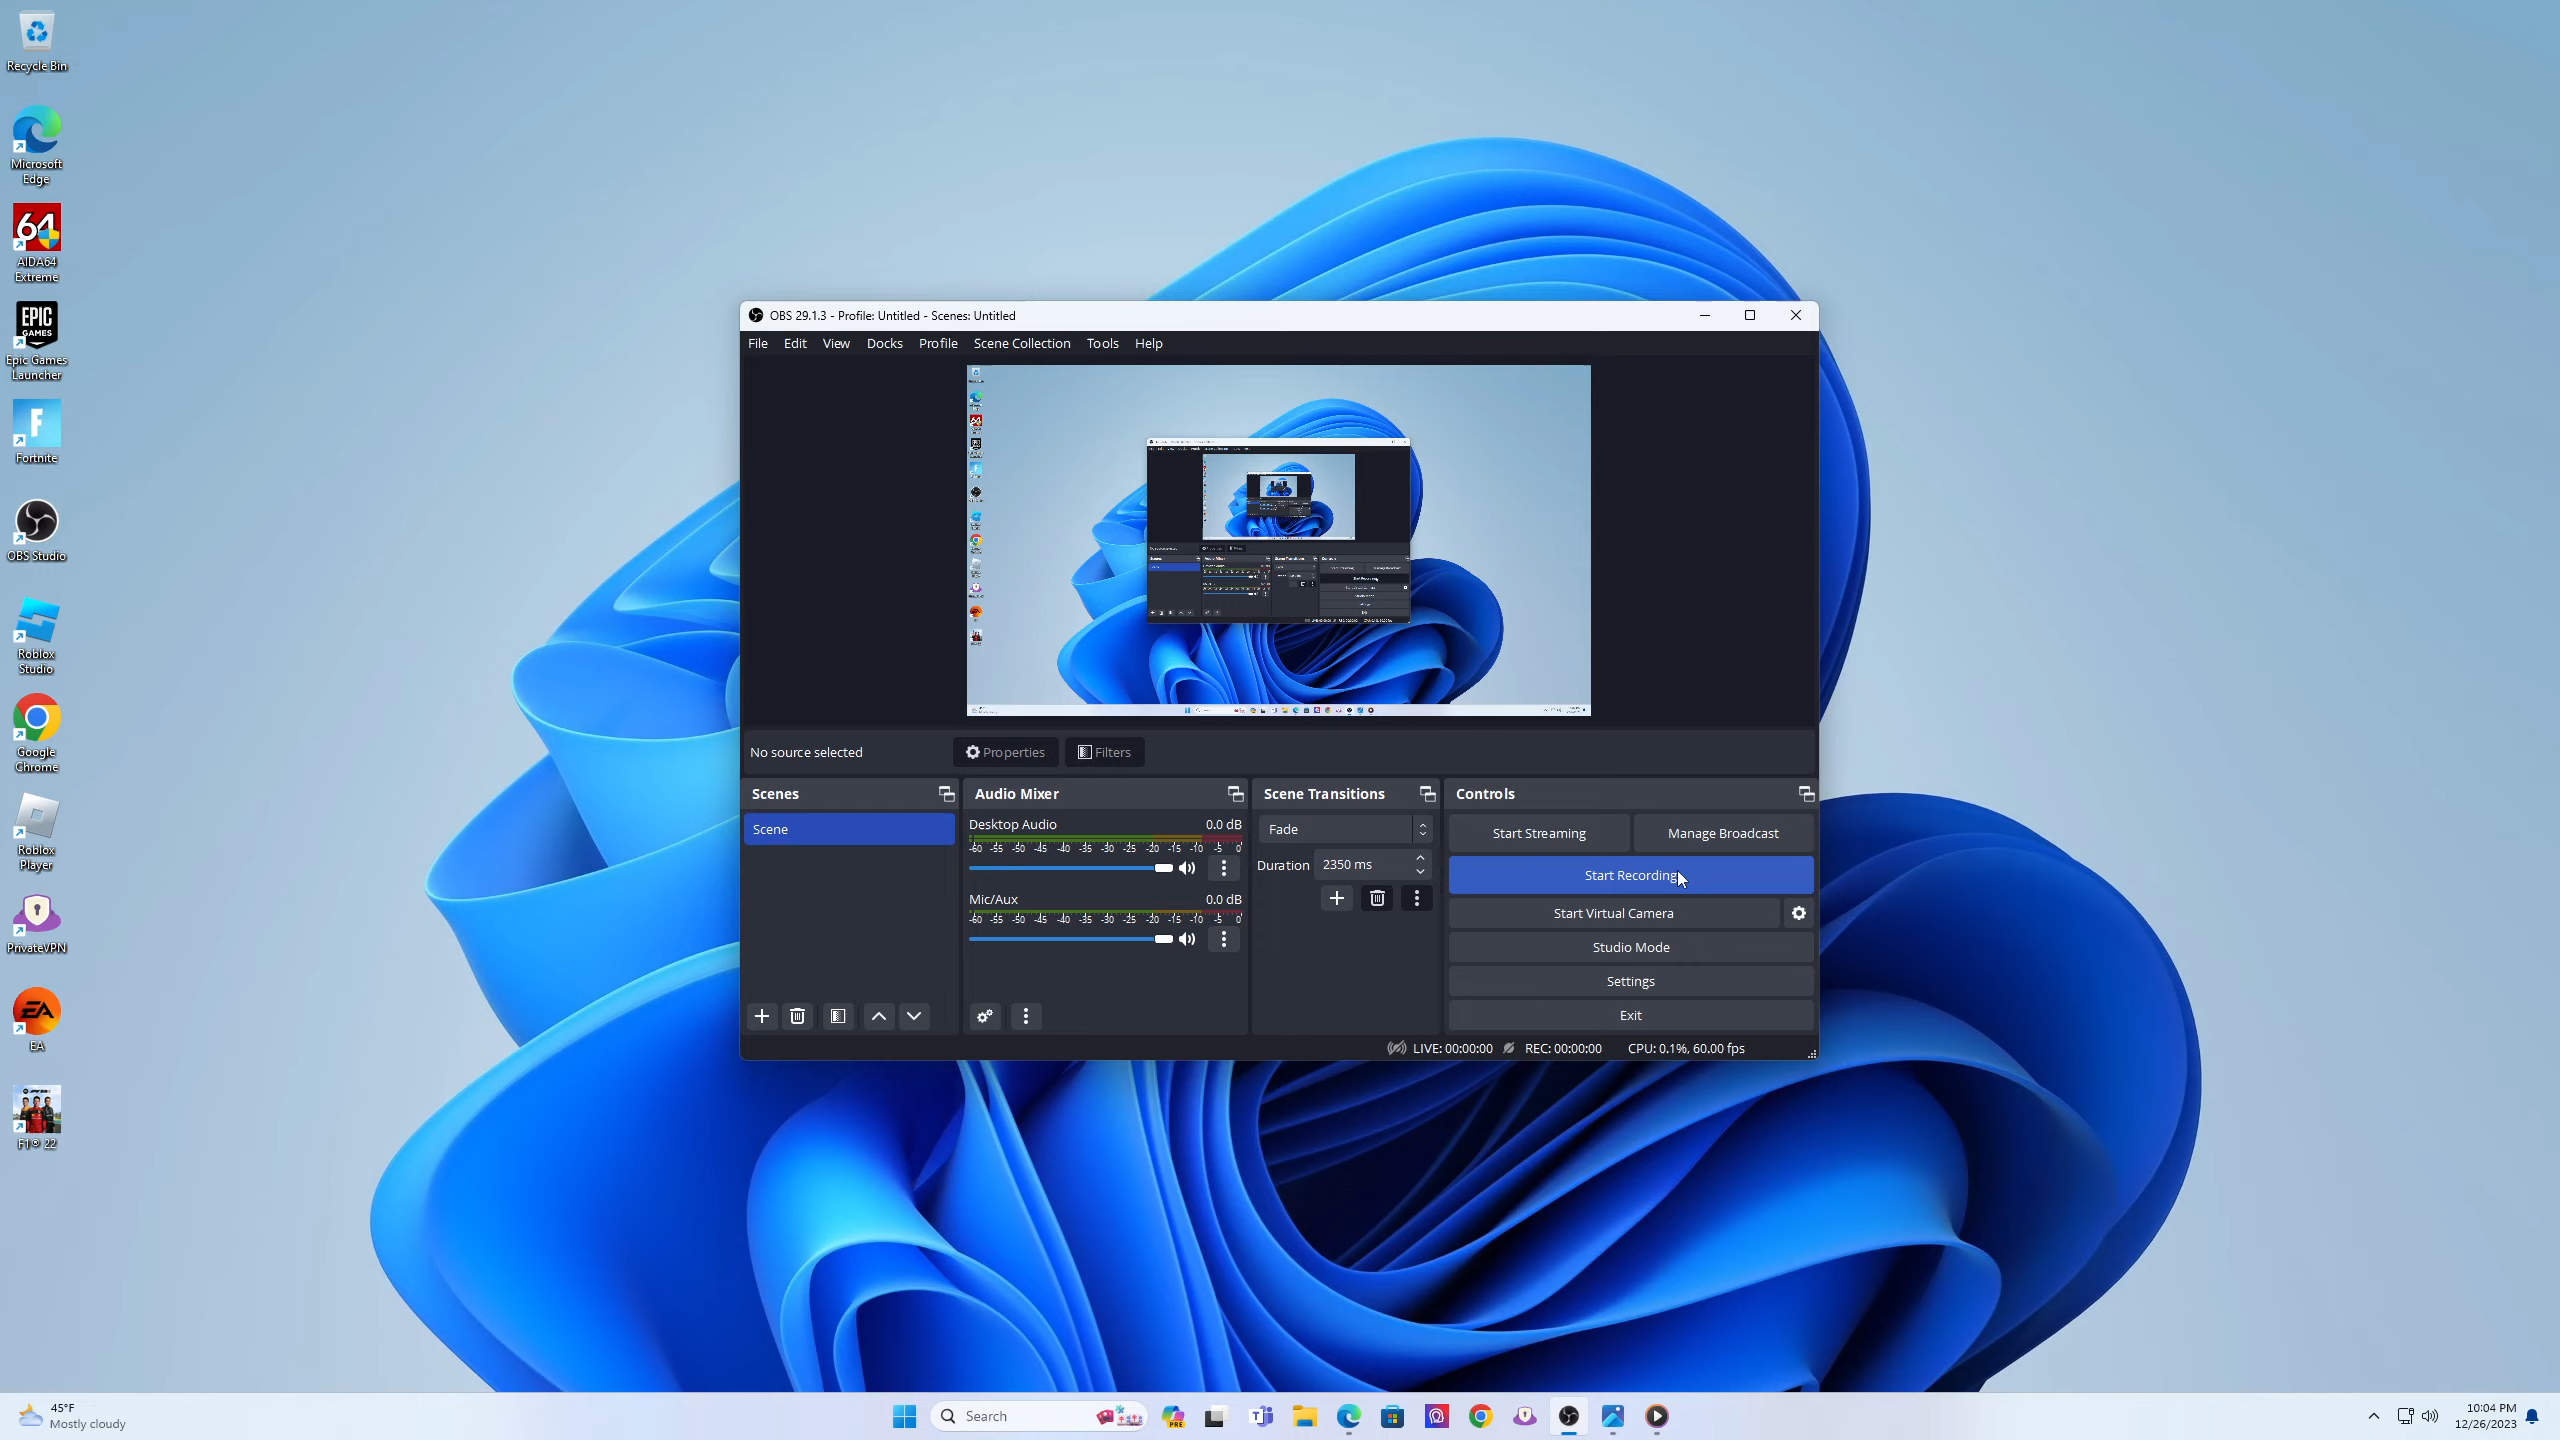 Recycle Bin
Microsoft
Edge
64
AIDA64
Extreme
EPIC
GAMES
Epic Games
Launcher
F
Fortnite
OBS Studio
Roblox
Studio
Google
Chrome
Roblox
Player
PrivateVPN
EA
EA
F1® 22
OBS 29.1.3 - Profile: Untitled - Scenes: Untitled
File Edit View Docks Profile Scene Collection Tools Help
No source selected Properties Filters
Scenes
Scene
Audio Mixer
Desktop Audio 0.0 dB
-60 -55 -50 -45 -40 -35 -30 -25 -20 -15 -10 -5 0
Mic/Aux 0.0 dB
-60 -55 -50 -45 -40 -35 -30 -25 -20 -15 -10 -5 0
Scene Transitions
Fade
Duration 2350 ms
Controls
Start Streaming Manage Broadcast
Start Recording
Start Virtual Camera
Studio Mode
Settings
Exit
LIVE: 00:00:00 REC: 00:00:00 CPU: 0.1%, 60.00 fps
45°F
Mostly cloudy
Search
PRE
10:04 PM
12/26/2023